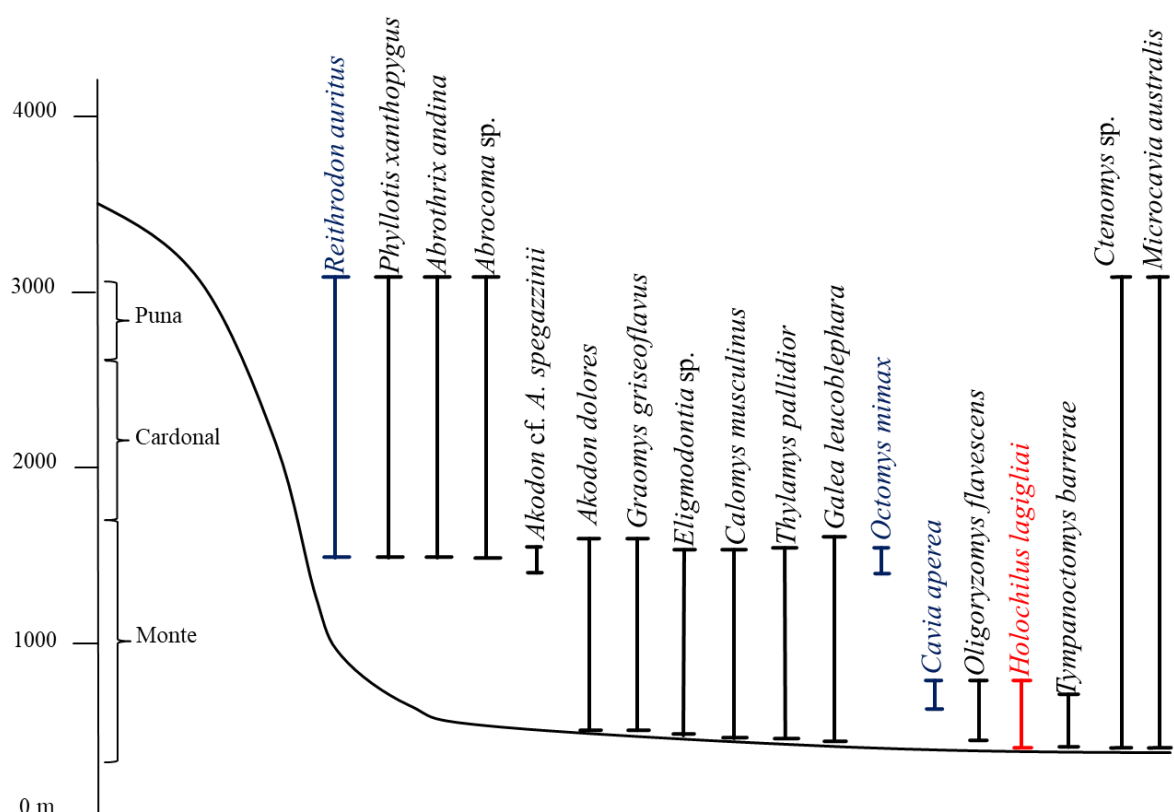 4000
3000
2000
1000
0 m
Puna
Cardonal
Monte
Reithrodon auritus
Phyllotis xanthopygus
Abrothrix andina
Abrocoma sp.
Akodon cf. A. spegazzinii
Akodon dolores
Graomys griseoflavus
Eligmodontia sp.
Calomys musculinus
Thylamys pallidior
Galea leucoblephara
Octomys mimax
Cavia aperea
Oligoryzomys flavescens
Holochilus lagigliai
Tympanoctomys barrerae
Ctenomys sp.
Microcavia australis